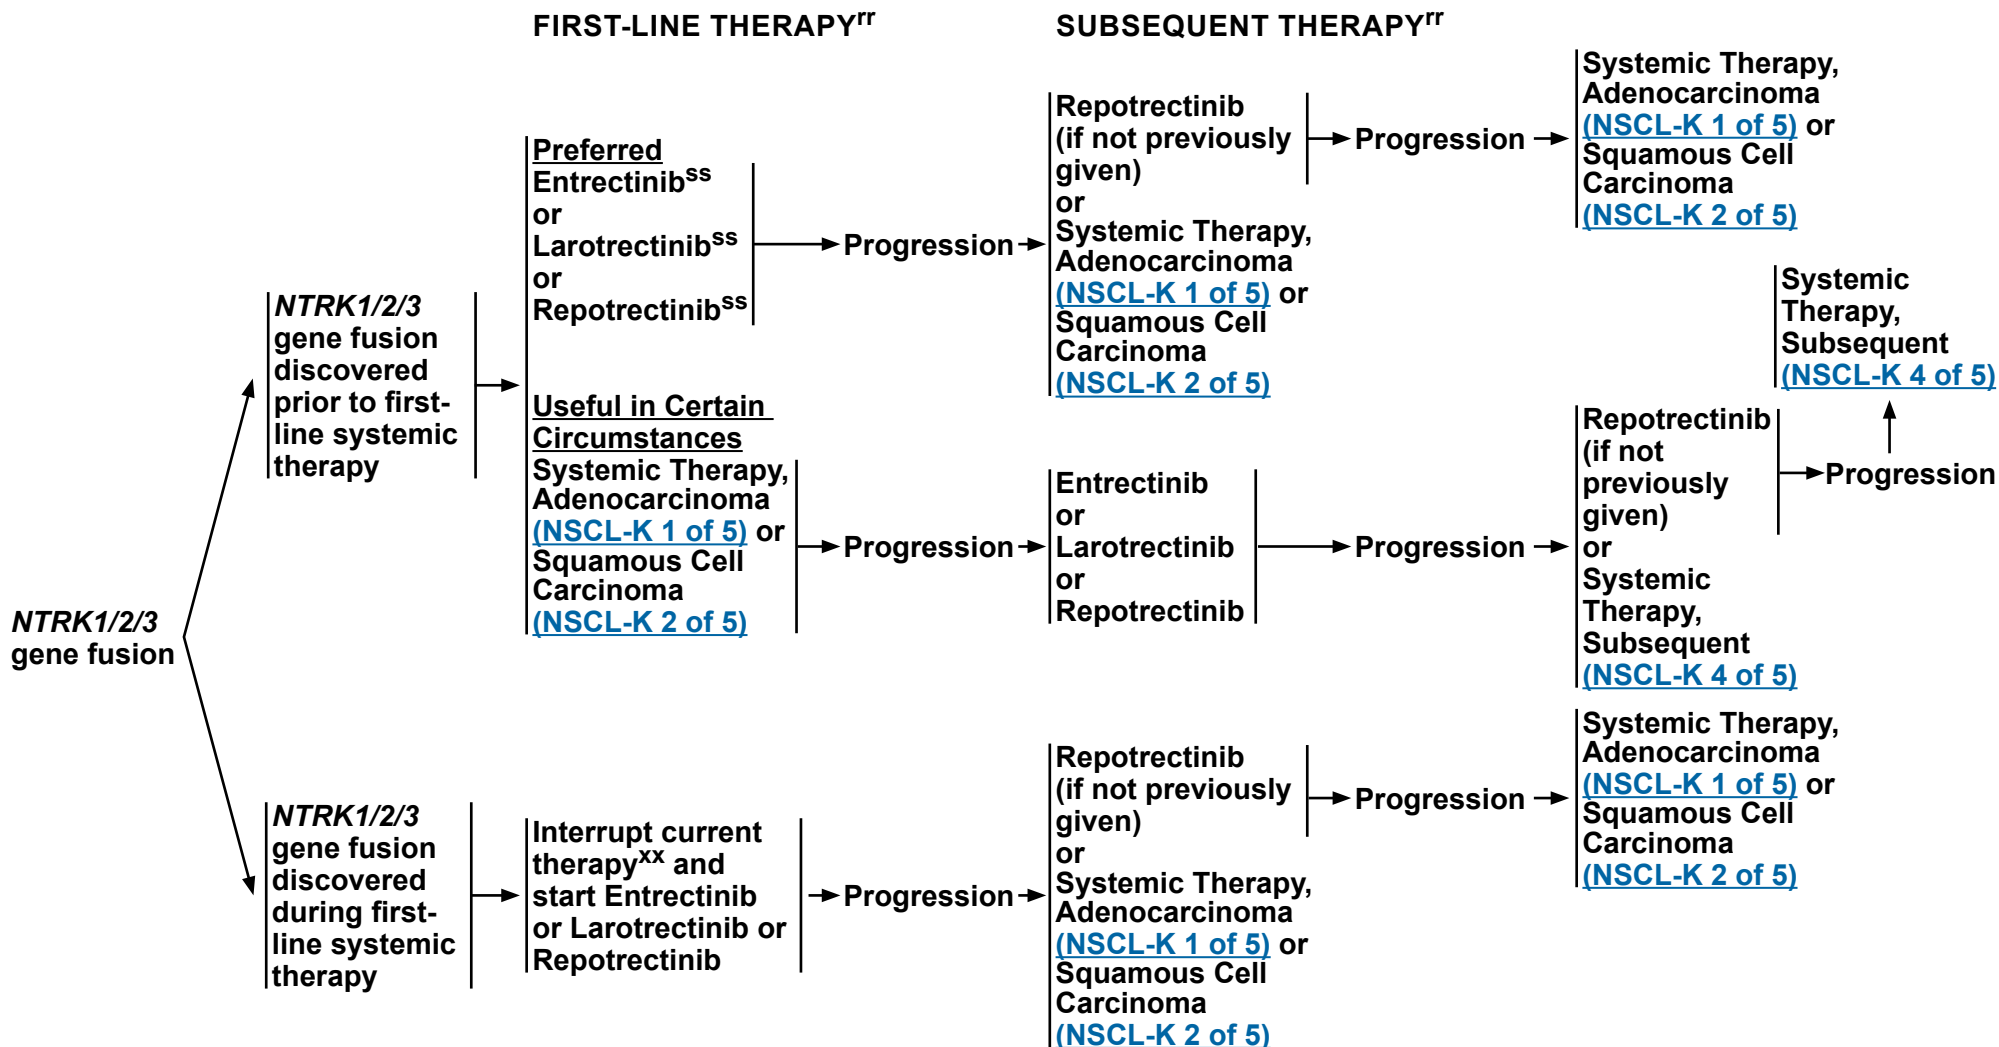 FIRST-LINE THERAPYrr
SUBSEQUENT THERAPYrr
NTRK1/2/3
gene fusion
NTRK1/2/3
gene fusion
discovered
prior to first-
line systemic
therapy
Preferred
Entrectinibss
or
Larotrectinibss
or
Repotrectinibss
Progression
Repotrectinib
(if not previously
given)
or
Systemic Therapy,
Adenocarcinoma
(NSCL-K 1 of 5) or
Squamous Cell
Carcinoma
(NSCL-K 2 of 5)
Progression
Systemic Therapy,
Adenocarcinoma
(NSCL-K 1 of 5) or
Squamous Cell
Carcinoma
(NSCL-K 2 of 5)
Useful in Certain
Circumstances
Systemic Therapy,
Adenocarcinoma
(NSCL-K 1 of 5) or
Squamous Cell
Carcinoma
(NSCL-K 2 of 5)
Progression
Entrectinib
or
Larotrectinib
or
Repotrectinib
Progression
Repotrectinib
(if not
previously
given)
or
Systemic
Therapy,
Subsequent
(NSCL-K 4 of 5)
Progression
Systemic
Therapy,
Subsequent
(NSCL-K 4 of 5)
NTRK1/2/3
gene fusion
discovered
during first-
line systemic
therapy
Interrupt current
therapyxx and
start Entrectinib
or Larotrectinib or
Repotrectinib
Progression
Repotrectinib
(if not previously
given)
or
Systemic Therapy,
Adenocarcinoma
(NSCL-K 1 of 5) or
Squamous Cell
Carcinoma
(NSCL-K 2 of 5)
Progression
Systemic Therapy,
Adenocarcinoma
(NSCL-K 1 of 5) or
Squamous Cell
Carcinoma
(NSCL-K 2 of 5)